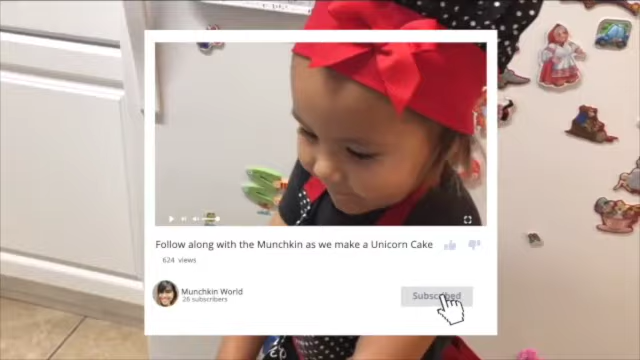 Follow along with the Munchkin as we make a Unicorn Cake
624 views
Munchkin World
26 subscribers
Subscribed